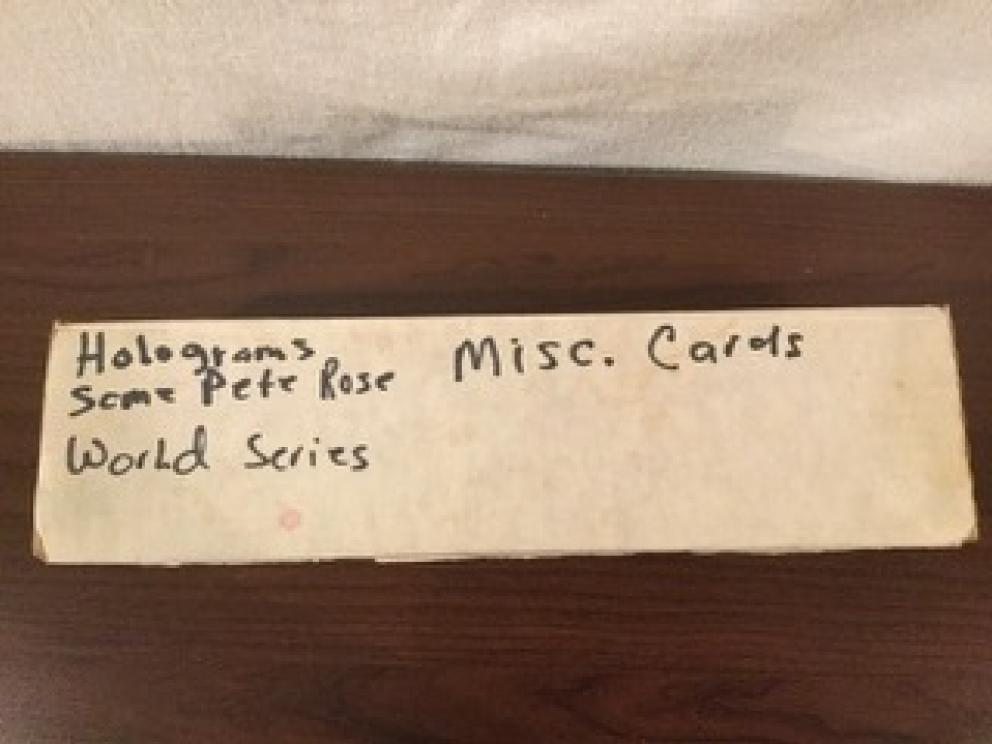 Holograms
Some Pete Rose
World Series
Misc. Cards